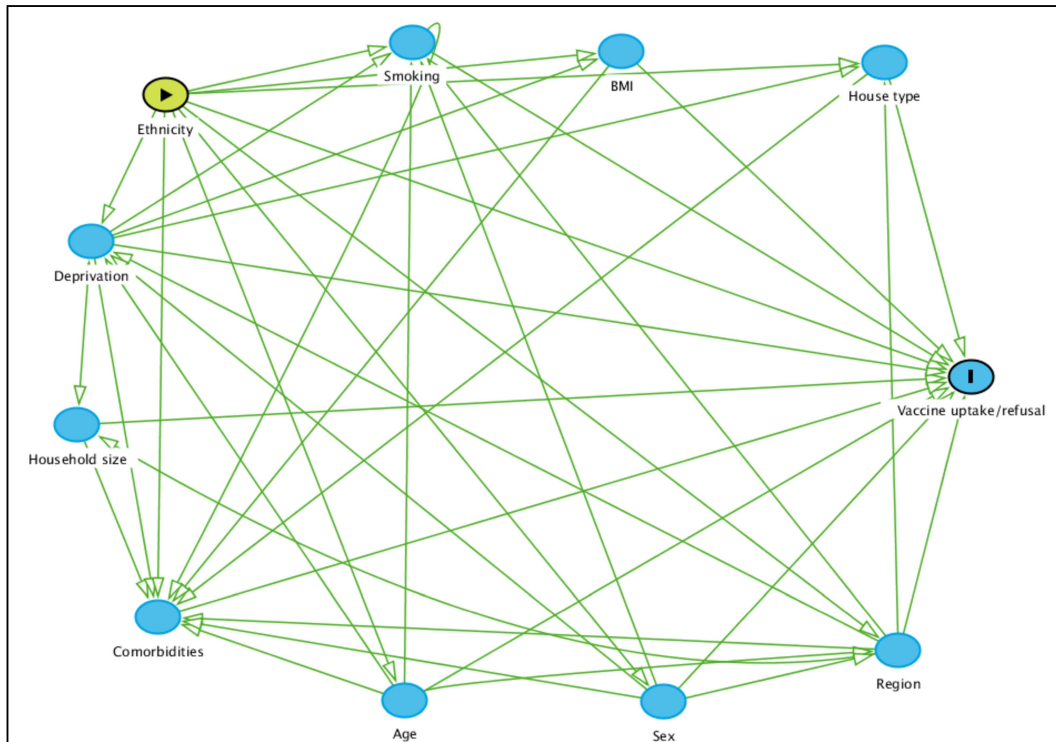 Smoking
BMI
House type
Ethnicity
Deprivation
Vaccine uptake/refusal
Household size
Comorbidities
Region
Age
Sex